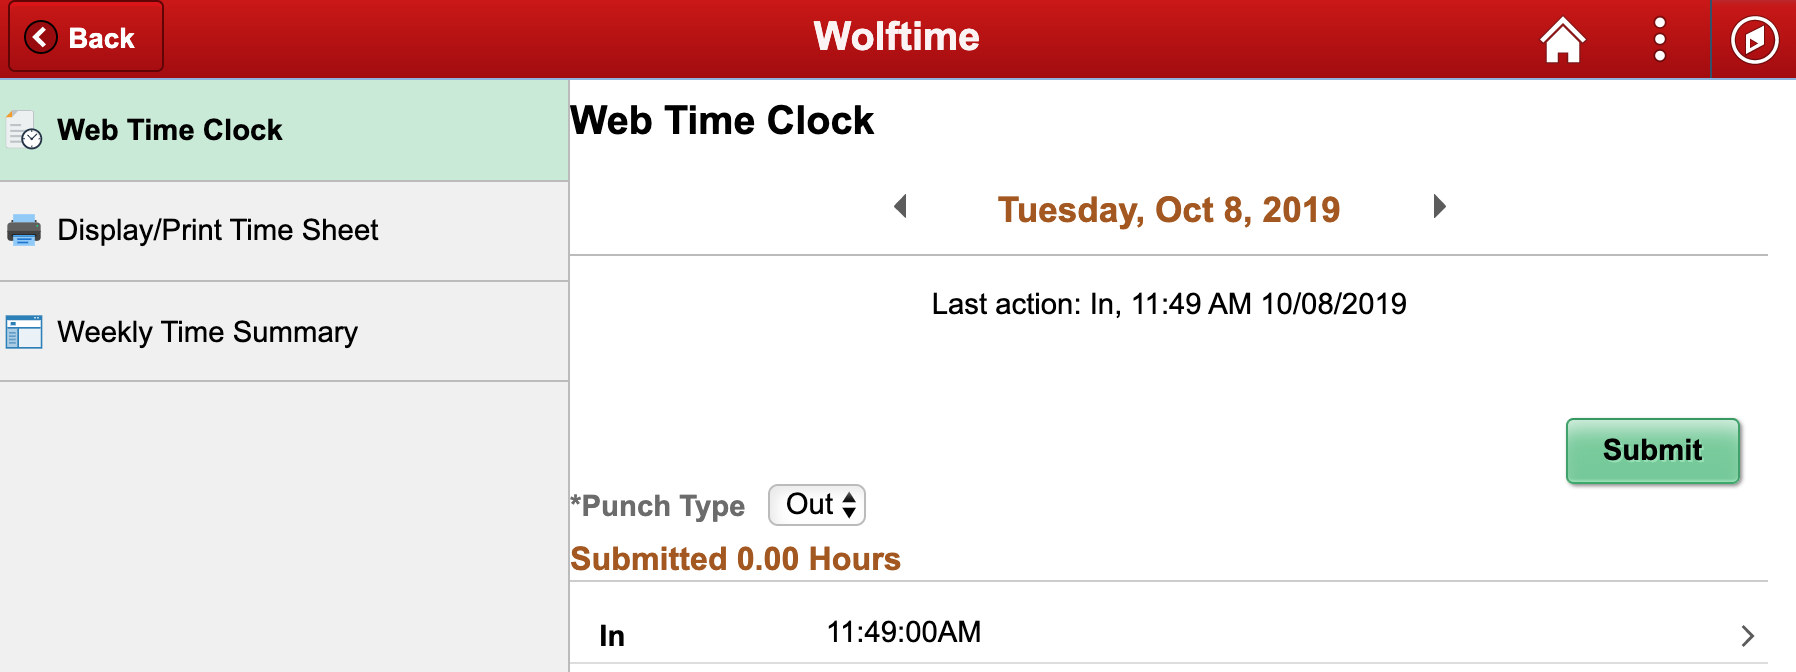 Back
Wolftime
Web Time Clock
Display/Print Time Sheet
Weekly Time Summary
Web Time Clock
Tuesday, Oct 8, 2019
Last action: In, 11:49 AM 10/08/2019
Submit
*Punch Type Out
Submitted 0.00 Hours
In 11:49:00AM